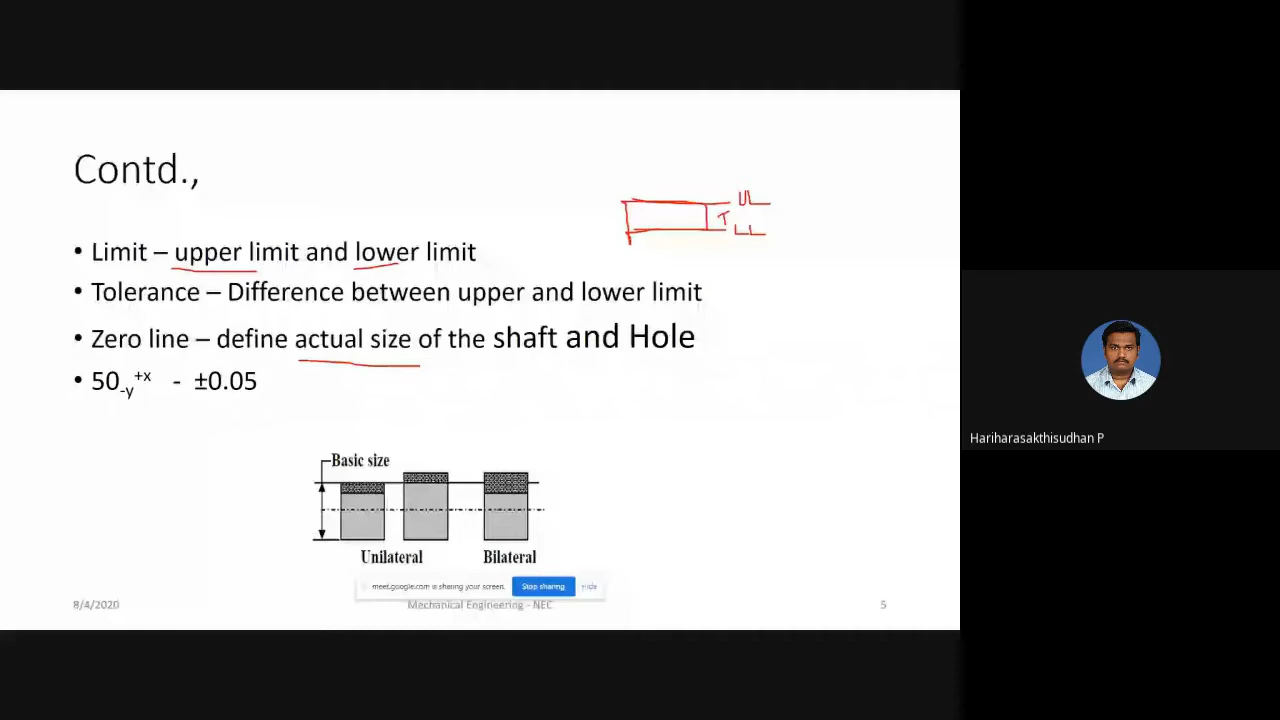 Contd.,
UL
T
LL
• Limit – upper limit and lower limit
• Tolerance – Difference between upper and lower limit
• Zero line – define actual size of the shaft and Hole
• 50-y+x - ±0.05
Basic size
Unilateral Bilateral
meet.google.com is sharing your screen. Stop sharing Hide
8/4/2020 Mechanical Engineering - NEC 5
Hariharasakthisudhan P